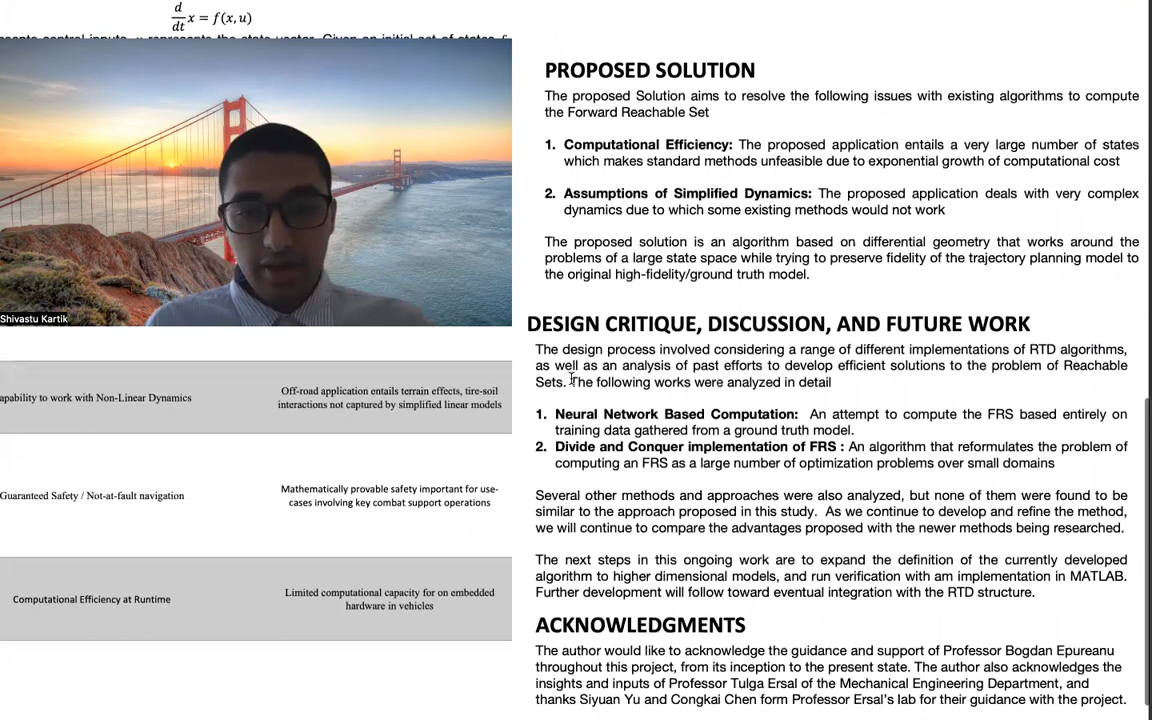 d
dt x = f(x, u)
Shivastu Kartik
apability to work with Non-Linear Dynamics
Off-road application entails terrain effects, tire-soil
interactions not captured by simplified linear models
Guaranteed Safety / Not-at-fault navigation
Mathematically provable safety important for use-
cases involving key combat support operations
Computational Efficiency at Runtime
Limited computational capacity for on embedded
hardware in vehicles
PROPOSED SOLUTION
The proposed Solution aims to resolve the following issues with existing algorithms to compute
the Forward Reachable Set
1. Computational Efficiency: The proposed application entails a very large number of states
which makes standard methods unfeasible due to exponential growth of computational cost
2. Assumptions of Simplified Dynamics: The proposed application deals with very complex
dynamics due to which some existing methods would not work
The proposed solution is an algorithm based on differential geometry that works around the
problems of a large state space while trying to preserve fidelity of the trajectory planning model to
the original high-fidelity/ground truth model.
DESIGN CRITIQUE, DISCUSSION, AND FUTURE WORK
The design process involved considering a range of different implementations of RTD algorithms,
as well as an analysis of past efforts to develop efficient solutions to the problem of Reachable
Sets. The following works were analyzed in detail
1. Neural Network Based Computation: An attempt to compute the FRS based entirely on
training data gathered from a ground truth model.
2. Divide and Conquer implementation of FRS : An algorithm that reformulates the problem of
computing an FRS as a large number of optimization problems over small domains
Several other methods and approaches were also analyzed, but none of them were found to be
similar to the approach proposed in this study. As we continue to develop and refine the method,
we will continue to compare the advantages proposed with the newer methods being researched.
The next steps in this ongoing work are to expand the definition of the currently developed
algorithm to higher dimensional models, and run verification with am implementation in MATLAB.
Further development will follow toward eventual integration with the RTD structure.
ACKNOWLEDGMENTS
The author would like to acknowledge the guidance and support of Professor Bogdan Epureanu
throughout this project, from its inception to the present state. The author also acknowledges the
insights and inputs of Professor Tulga Ersal of the Mechanical Engineering Department, and
thanks Siyuan Yu and Congkai Chen form Professor Ersal's lab for their guidance with the project.